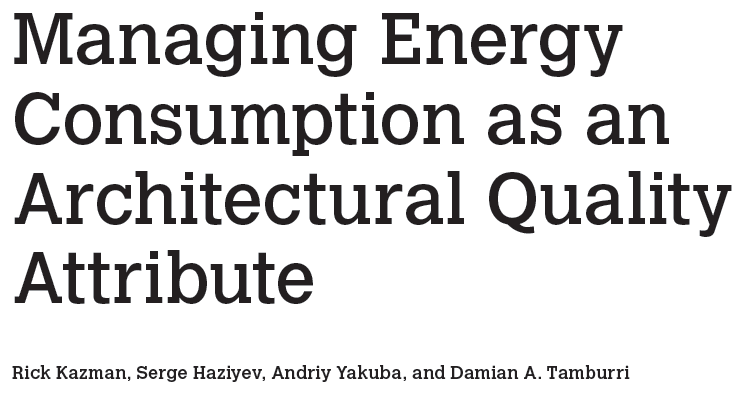 Managing Energy
Consumption as an
Architectural Quality
Attribute
Rick Kazman, Serge Haziyev, Andriy Yakuba, and Damian A. Tamburri